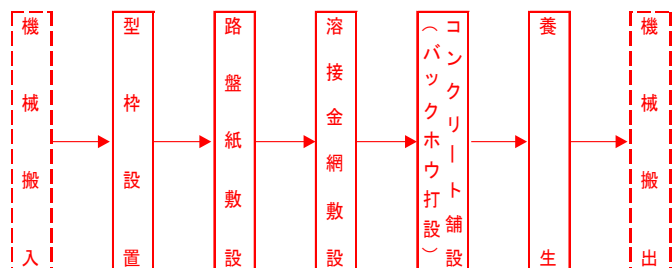 機械搬入
型枠設置
路盤紙敷設
溶接金網敷設
コンクリート舗設
（バックホウ打設）
養生
機械搬出